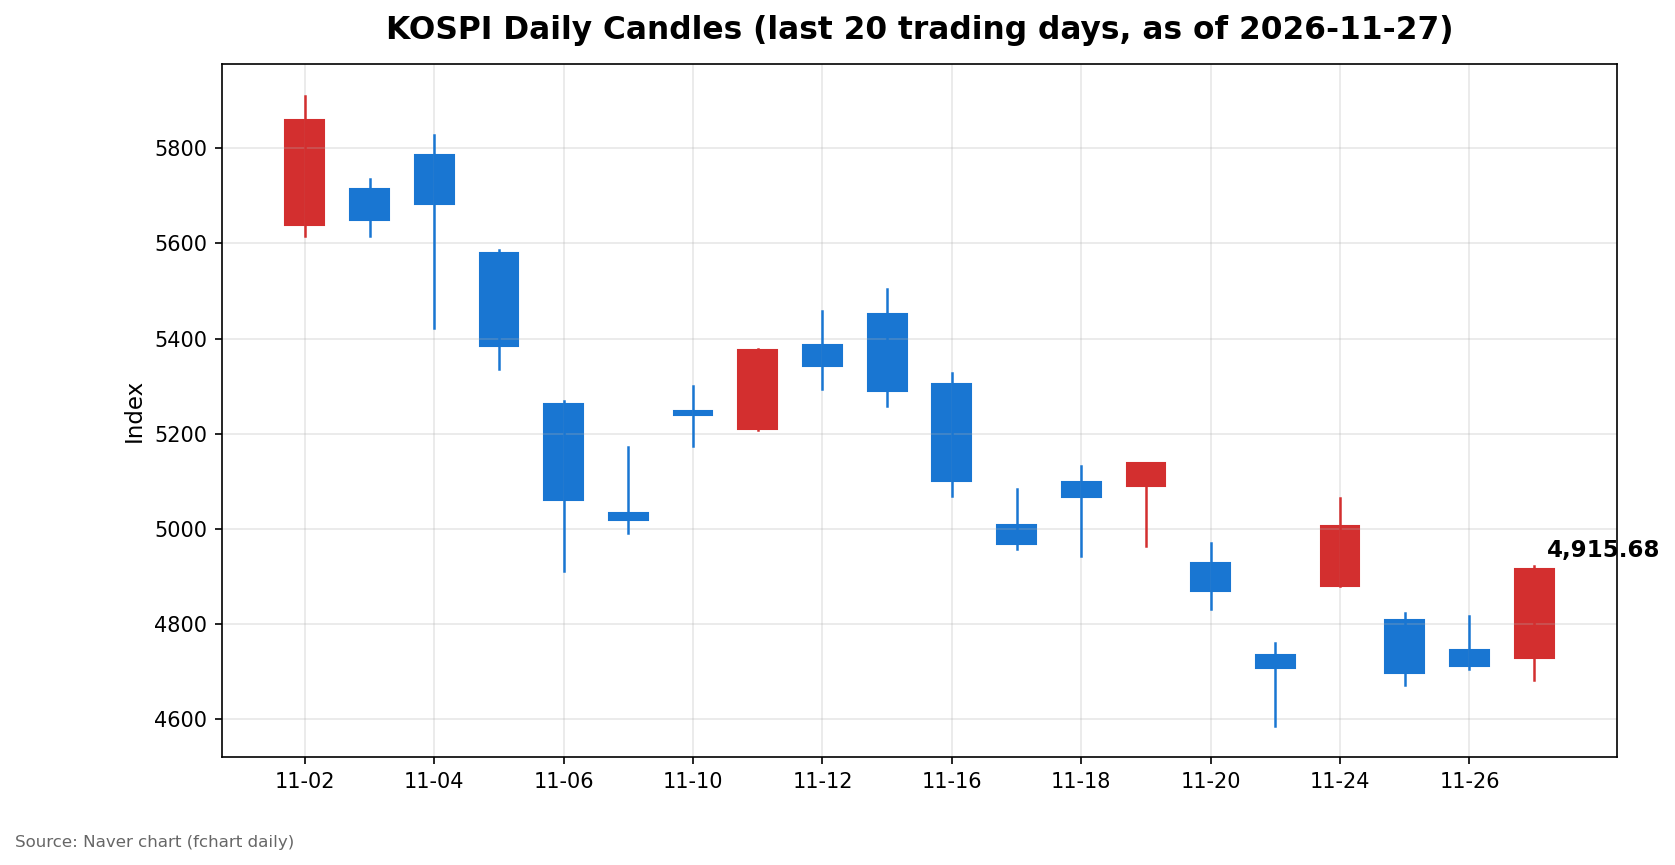 KOSPI Daily Candles (last 20 trading days, as of 2026-11-27)
Index
5800
5600
5400
5200
5000
4800
4600
4,915.68
11-02 11-04 11-06 11-10 11-12 11-16 11-18 11-20 11-24 11-26
Source: Naver chart (fchart daily)